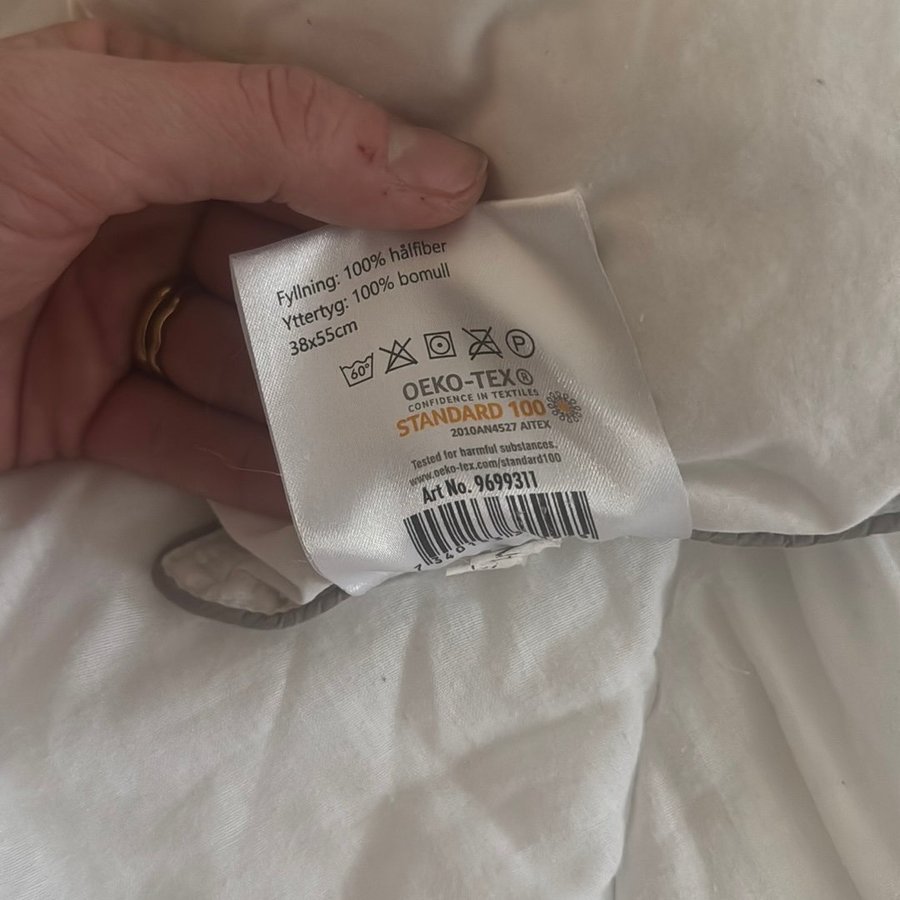 Fyllning: 100% hålfiber
Yttertyg: 100% bomull
38x55cm
60°
P
OEKO-TEX®
CONFIDENCE IN TEXTILES
STANDARD 100
2010AN4527 AITEX
Tested for harmful substances.
www.oeko-tex.com/standard100
Art No. 9699311